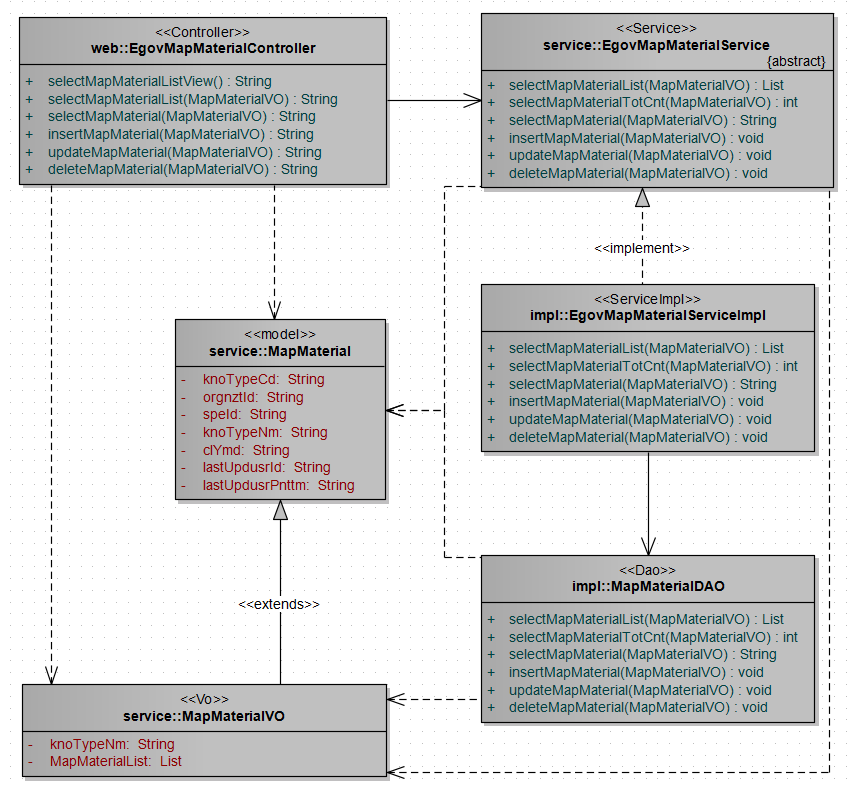 <<Controller>>
web::EgovMapMaterialController
+ selectMapMaterialListView() : String
+ selectMapMaterialList(MapMaterialVO) : String
+ selectMapMaterial(MapMaterialVO) : String
+ insertMapMaterial(MapMaterialVO) : String
+ updateMapMaterial(MapMaterialVO) : String
+ deleteMapMaterial(MapMaterialVO) : String
<<Service>>
service::EgovMapMaterialService
{abstract}
+ selectMapMaterialList(MapMaterialVO) : List
+ selectMapMaterialTotCnt(MapMaterialVO) : int
+ selectMapMaterial(MapMaterialVO) : String
+ insertMapMaterial(MapMaterialVO) : void
+ updateMapMaterial(MapMaterialVO) : void
+ deleteMapMaterial(MapMaterialVO) : void
<<implement>>
<<ServiceImpl>>
impl::EgovMapMaterialServiceImpl
+ selectMapMaterialList(MapMaterialVO) : List
+ selectMapMaterialTotCnt(MapMaterialVO) : int
+ selectMapMaterial(MapMaterialVO) : String
+ insertMapMaterial(MapMaterialVO) : void
+ updateMapMaterial(MapMaterialVO) : void
+ deleteMapMaterial(MapMaterialVO) : void
<<model>>
service::MapMaterial
- knoTypeCd: String
- orgnztId: String
- speId: String
- knoTypeNm: String
- clYmd: String
- lastUpdusrId: String
- lastUpdusrPnttm: String
<<extends>>
<<Dao>>
impl::MapMaterialDAO
+ selectMapMaterialList(MapMaterialVO) : List
+ selectMapMaterialTotCnt(MapMaterialVO) : int
+ selectMapMaterial(MapMaterialVO) : String
+ insertMapMaterial(MapMaterialVO) : void
+ updateMapMaterial(MapMaterialVO) : void
+ deleteMapMaterial(MapMaterialVO) : void
<<Vo>>
service::MapMaterialVO
- knoTypeNm: String
- MapMaterialList: List